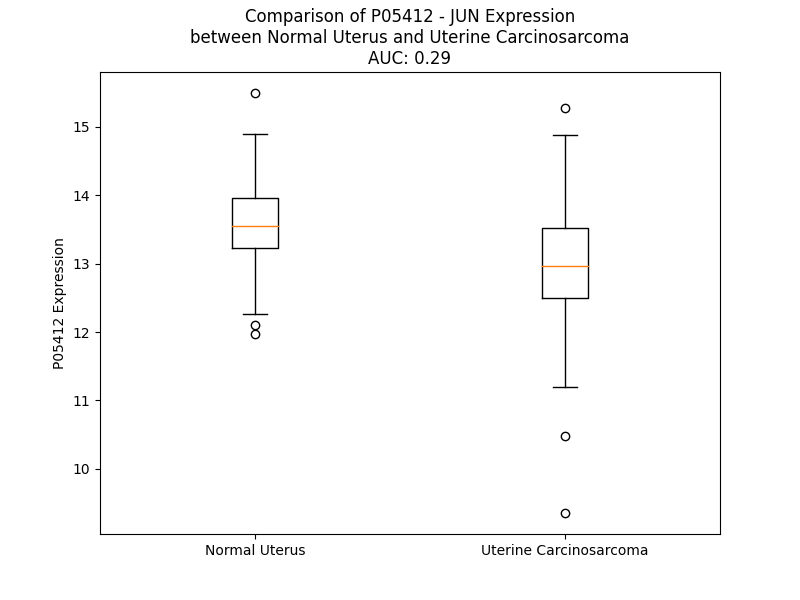 Comparison of P05412 - JUN Expression
between Normal Uterus and Uterine Carcinosarcoma
AUC: 0.29
P05412 Expression
15
14
13
12
11
10
Normal Uterus
Uterine Carcinosarcoma